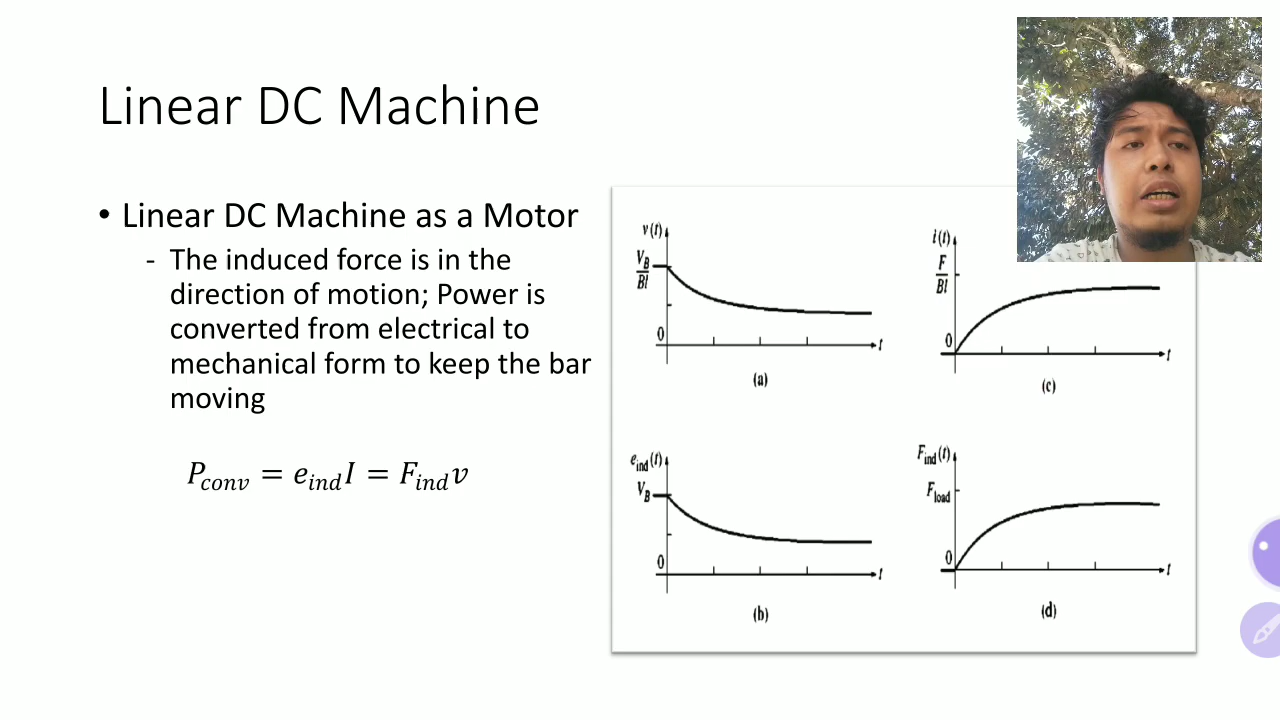 Linear DC Machine
• Linear DC Machine as a Motor
- The induced force is in the
direction of motion; Power is
converted from electrical to
mechanical form to keep the bar
moving
P_conv = e_ind I = F_ind v
v(t)
V_B
Bl
0
t
(a)
i(t)
F
Bl
0
t
(c)
e_ind(t)
V_B
0
t
(b)
F_ind(t)
F_load
0
t
(d)